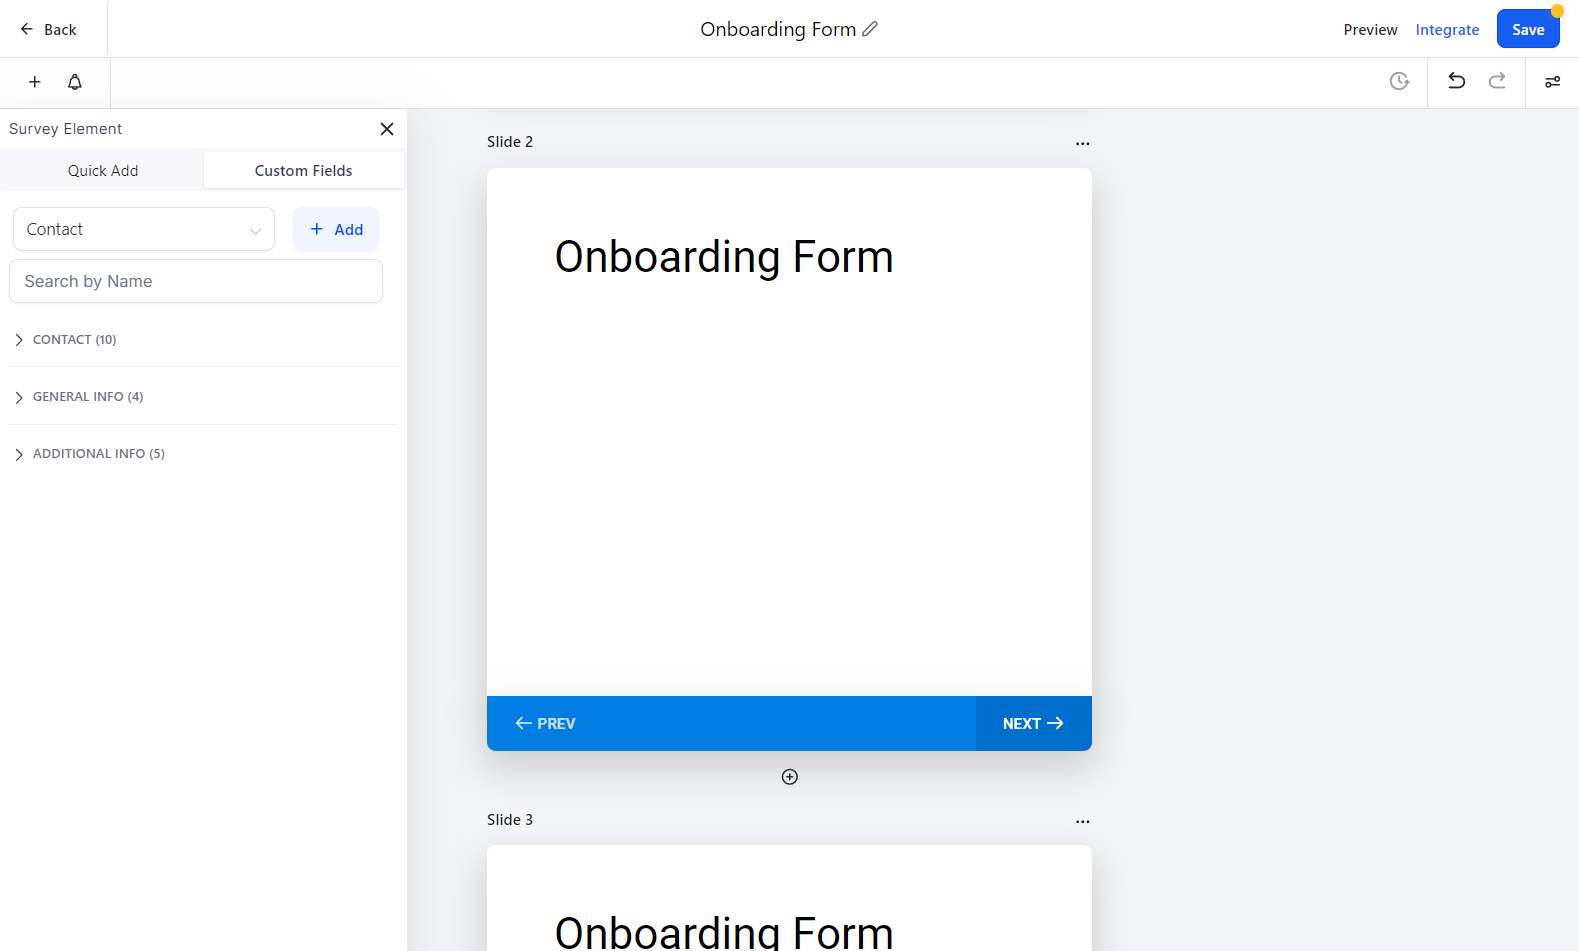 Back
Onboarding Form
Preview
Integrate
Save
Survey Element
Quick Add
Custom Fields
Contact
+ Add
Search by Name
CONTACT (10)
GENERAL INFO (4)
ADDITIONAL INFO (5)
Slide 2
Onboarding Form
PREV
NEXT
Slide 3
Onboarding Form